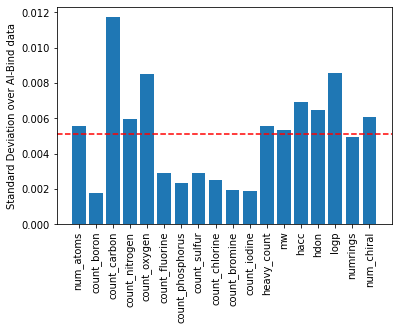 Standard Deviation over AI-Bind data
0.012
0.010
0.008
0.006
0.004
0.002
0.000
num_atoms
count_boron
count_carbon
count_nitrogen
count_oxygen
count_fluorine
count_phosphorus
count_sulfur
count_chlorine
count_bromine
count_iodine
heavy_count
mw
hacc
hdon
logp
numrings
num_chiral